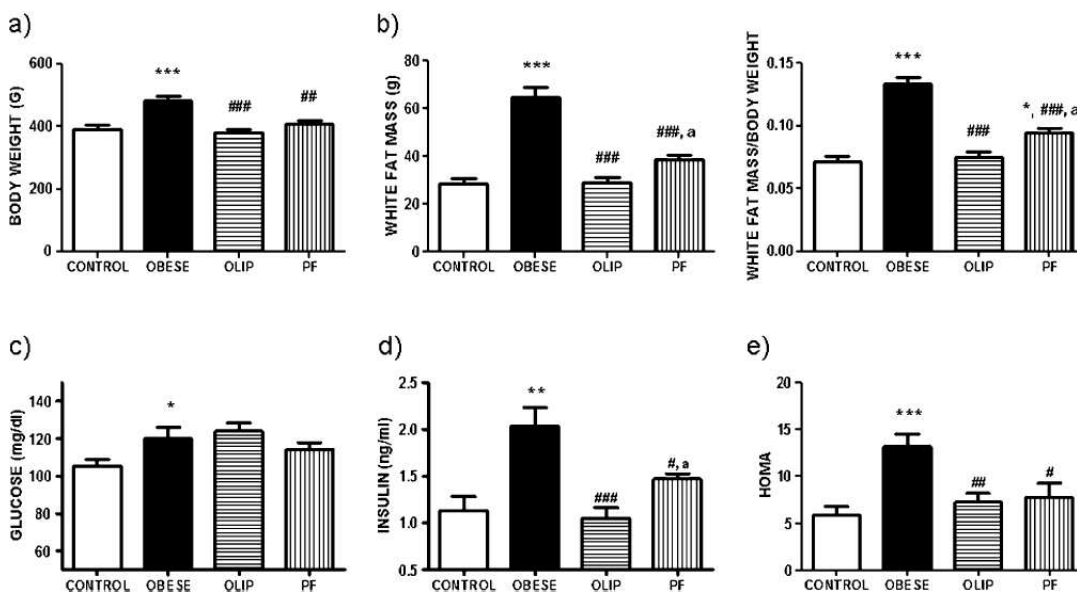 a)
BODY WEIGHT (G)
600
400
200
0
***
###
##
CONTROL OBESE OLIP PF
b)
WHITE FAT MASS (g)
80
60
40
20
0
***
###
###, a
CONTROL OBESE OLIP PF
WHITE FAT MASS/BODY WEIGHT
0.15
0.10
0.05
0.00
***
###
*, ###, a
CONTROL OBESE OLIP PF
c)
GLUCOSE (mg/dl)
140
120
100
80
60
*
CONTROL OBESE OLIP PF
d)
INSULIN (ng/ml)
2.5
2.0
1.5
1.0
0.5
**
###
#, a
CONTROL OBESE OLIP PF
e)
HOMA
20
15
10
5
0
***
##
#
CONTROL OBESE OLIP PF